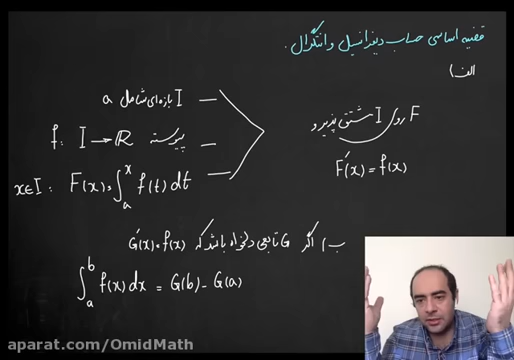 قضیه اساسی حساب دیفرانسیل و انتگرال.
الف)
I بازه‌ای شامل a
f: I → ℝ پیوسته
x∈I: F(x) = ∫_a^x f(t) dt
F روی I مشتق پذیر و
F'(x) = f(x)
ب) اگر G تابعی دلخواه باشد که G'(x) = f(x)
∫_a^b f(x) dx = G(b) - G(a)
aparat.com/OmidMath